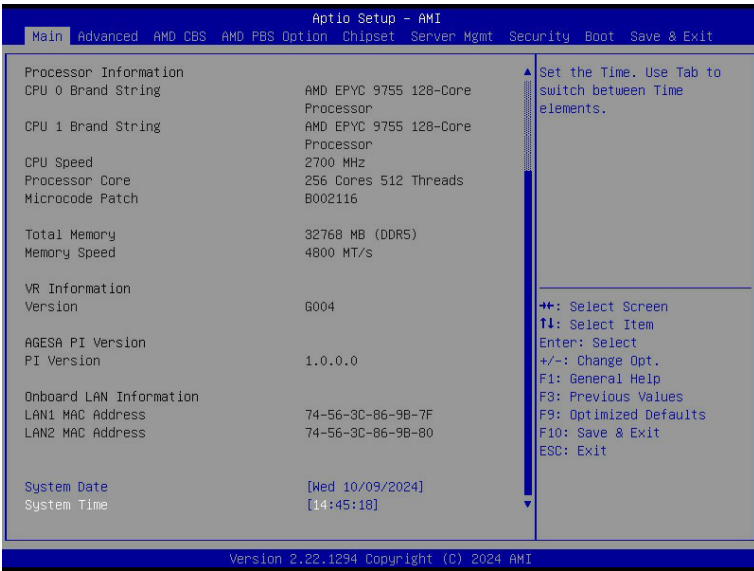 Aptio Setup – AMI
Main Advanced AMD CBS AMD PBS Option Chipset Server Mgmt Security Boot Save & Exit
Processor Information
CPU 0 Brand String AMD EPYC 9755 128-Core
Processor
CPU 1 Brand String AMD EPYC 9755 128-Core
Processor
CPU Speed 2700 MHz
Processor Core 256 Cores 512 Threads
Microcode Patch B002116
Total Memory 32768 MB (DDR5)
Memory Speed 4800 MT/s
VR Information
Version G004
AGESA PI Version
PI Version 1.0.0.0
Onboard LAN Information
LAN1 MAC Address 74-56-3C-86-9B-7F
LAN2 MAC Address 74-56-3C-86-9B-80
System Date [Wed 10/09/2024]
System Time [14:45:18]
Set the Time. Use Tab to
switch between Time
elements.
→←: Select Screen
↑↓: Select Item
Enter: Select
+/-: Change Opt.
F1: General Help
F3: Previous Values
F9: Optimized Defaults
F10: Save & Exit
ESC: Exit
Version 2.22.1294 Copyright (C) 2024 AMI